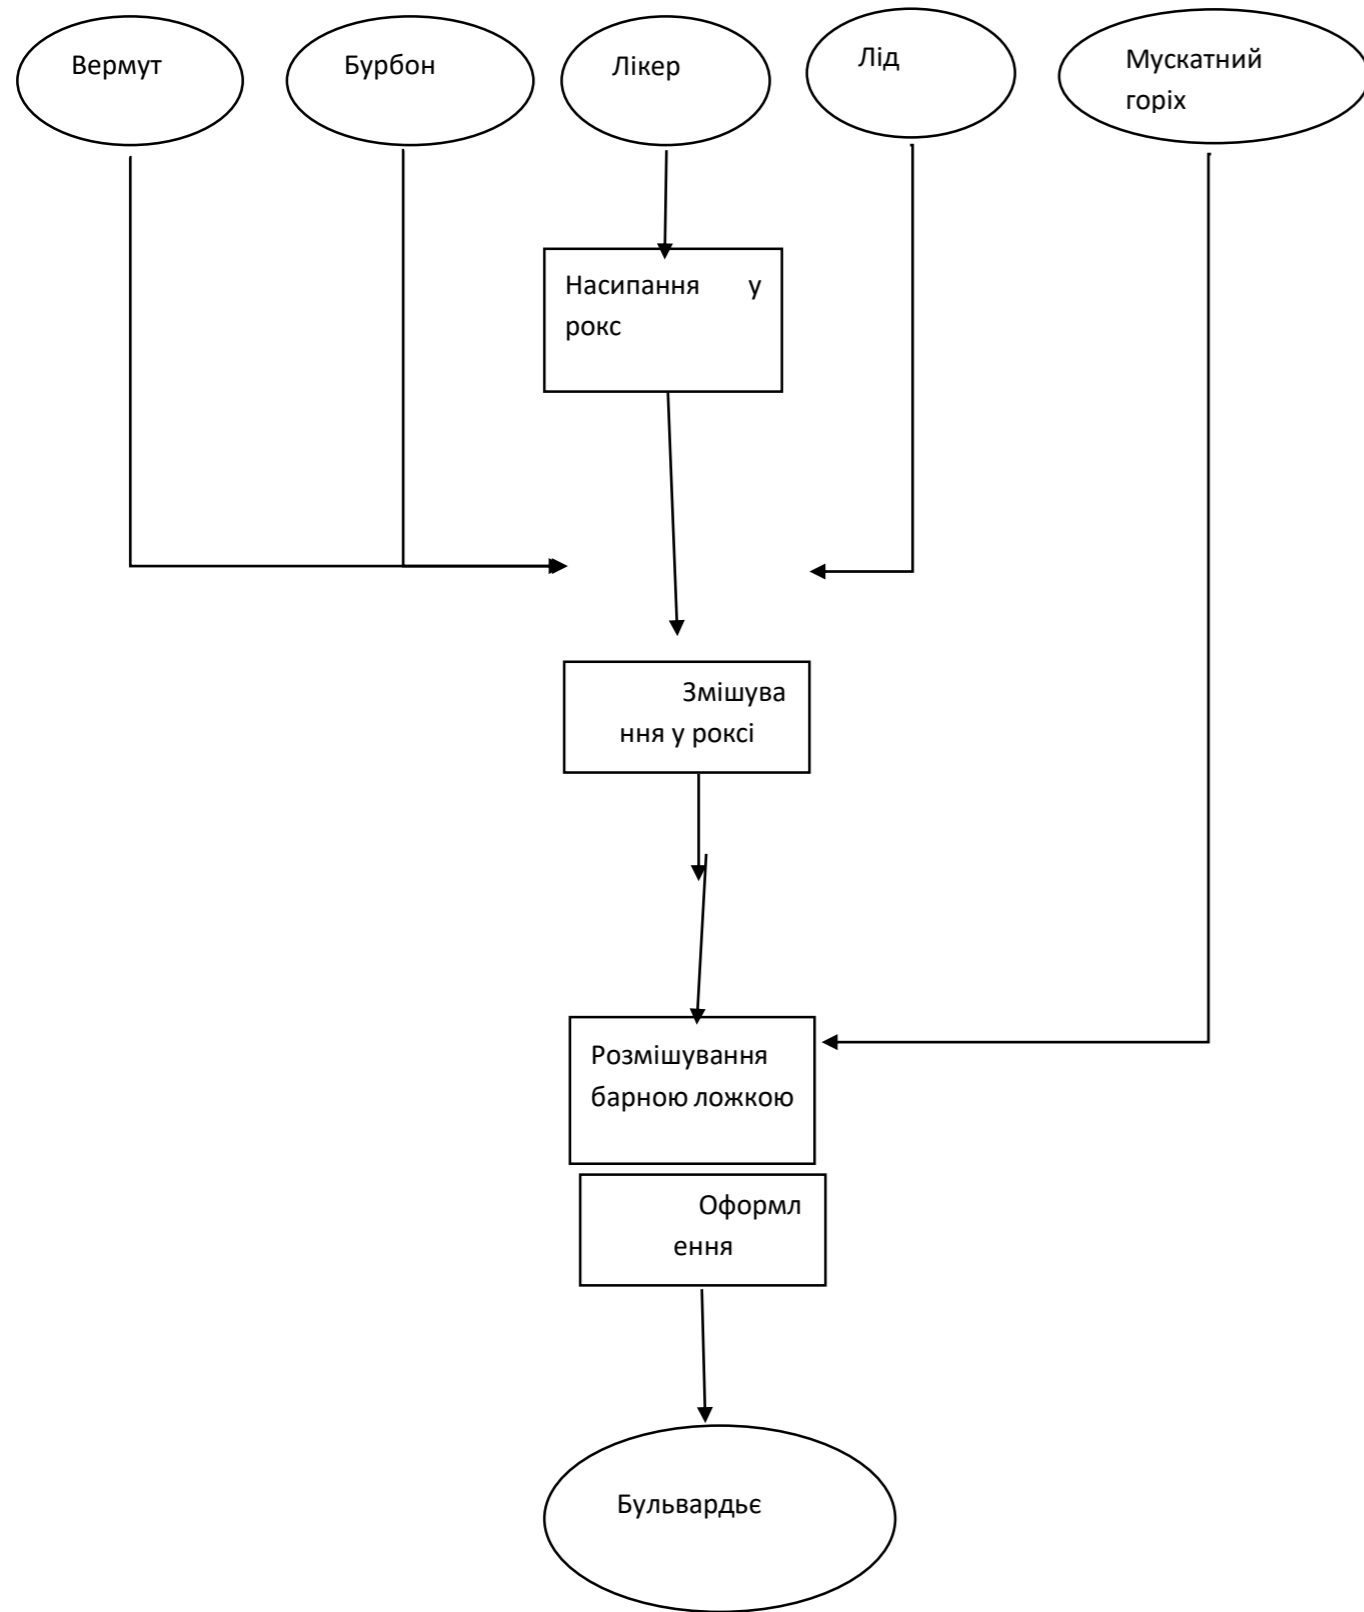 Вермут
Бурбон
Лікер
Лід
Мускатний
горіх
Насипання у
рокс
Змішува
ння у роксі
Розмішування
барною ложкою
Оформл
ення
Бульвардьє